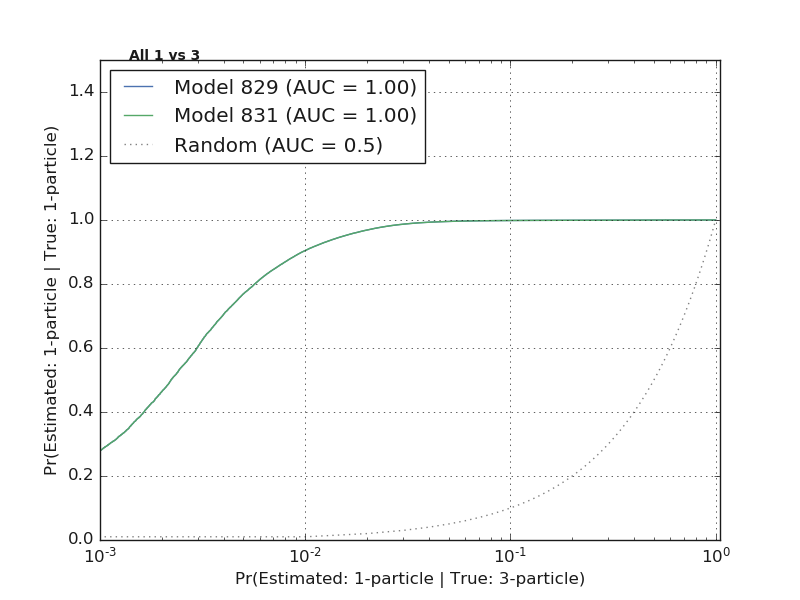 All 1 vs 3
Model 829 (AUC = 1.00)
Model 831 (AUC = 1.00)
Random (AUC = 0.5)
Pr(Estimated: 1-particle | True: 1-particle)
1.4
1.2
1.0
0.8
0.6
0.4
0.2
0.0
10^-3
10^-2
10^-1
10^0
Pr(Estimated: 1-particle | True: 3-particle)